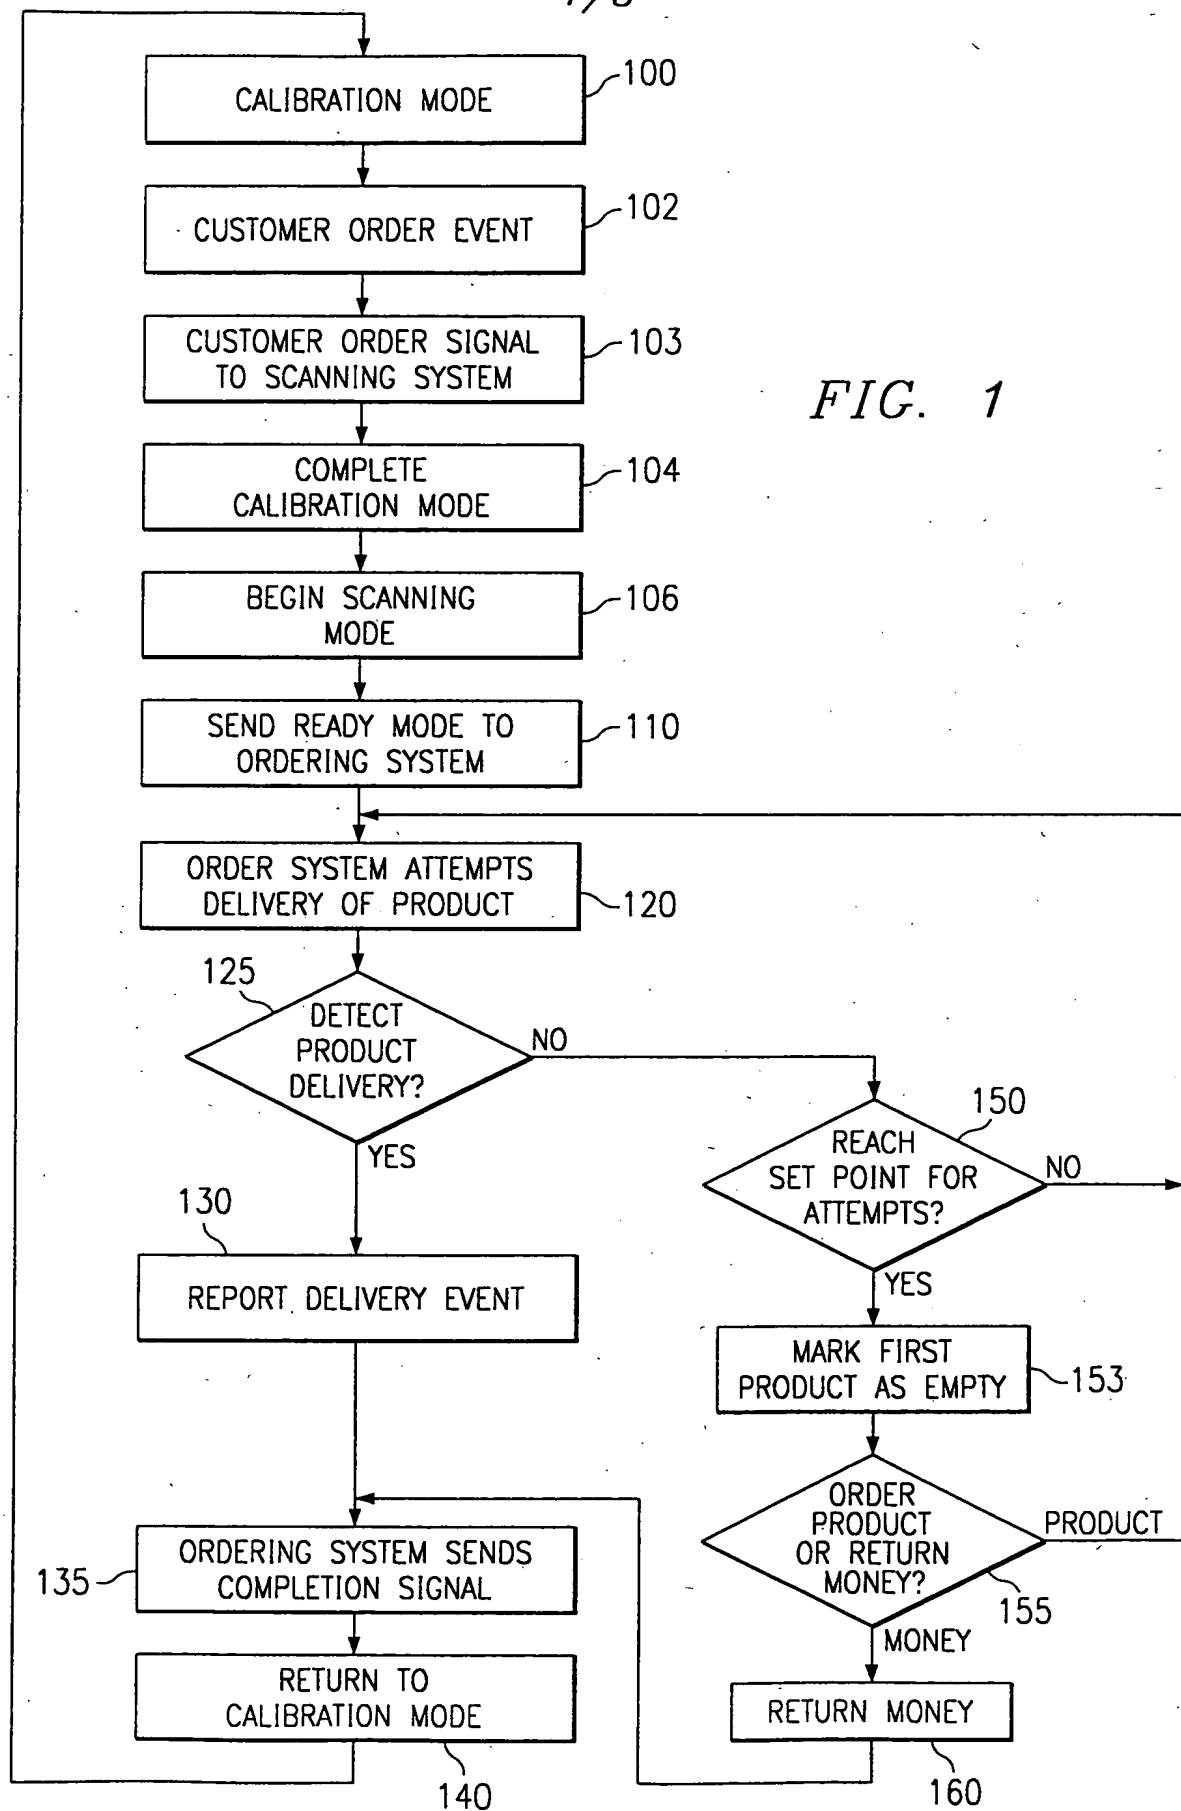 CALIBRATION MODE
100
CUSTOMER ORDER EVENT
102
CUSTOMER ORDER SIGNAL
TO SCANNING SYSTEM
103
FIG. 1
COMPLETE
CALIBRATION MODE
104
BEGIN SCANNING
MODE
106
SEND READY MODE TO
ORDERING SYSTEM
110
ORDER SYSTEM ATTEMPTS
DELIVERY OF PRODUCT
120
125
DETECT
PRODUCT
DELIVERY?
NO
YES
150
REACH
SET POINT FOR
ATTEMPTS?
NO
YES
130
REPORT DELIVERY EVENT
MARK FIRST
PRODUCT AS EMPTY
153
ORDER
PRODUCT
OR RETURN
MONEY?
PRODUCT
155
MONEY
ORDERING SYSTEM SENDS
COMPLETION SIGNAL
135
RETURN TO
CALIBRATION MODE
140
RETURN MONEY
160